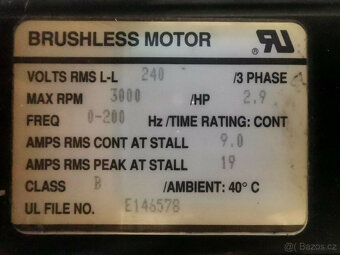 BRUSHLESS MOTOR
VOLTS RMS L-L 240 /3 PHASE
MAX RPM 3000 /HP 2.9
FREQ 0-200 Hz /TIME RATING: CONT
AMPS RMS CONT AT STALL 9.0
AMPS RMS PEAK AT STALL 19
CLASS B /AMBIENT: 40° C
UL FILE NO. E146578
Bazos.cz